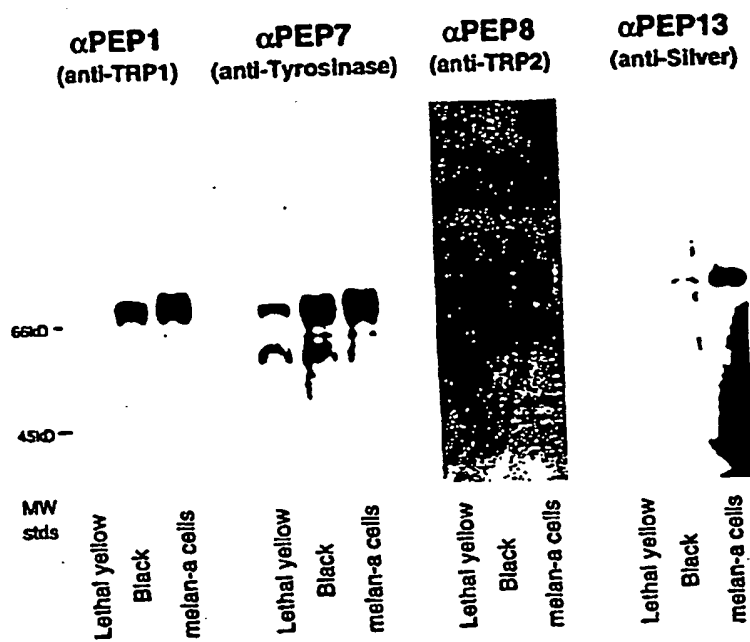 αPEP1 αPEP7 αPEP8 αPEP13
(anti-TRP1) (anti-Tyrosinase) (anti-TRP2) (anti-Silver)
66kD
45kD
MW
stds
Lethal yellow
Black
melan-a cells
Lethal yellow
Black
melan-a cells
Lethal yellow
Black
melan-a cells
Lethal yellow
Black
melan-a cells